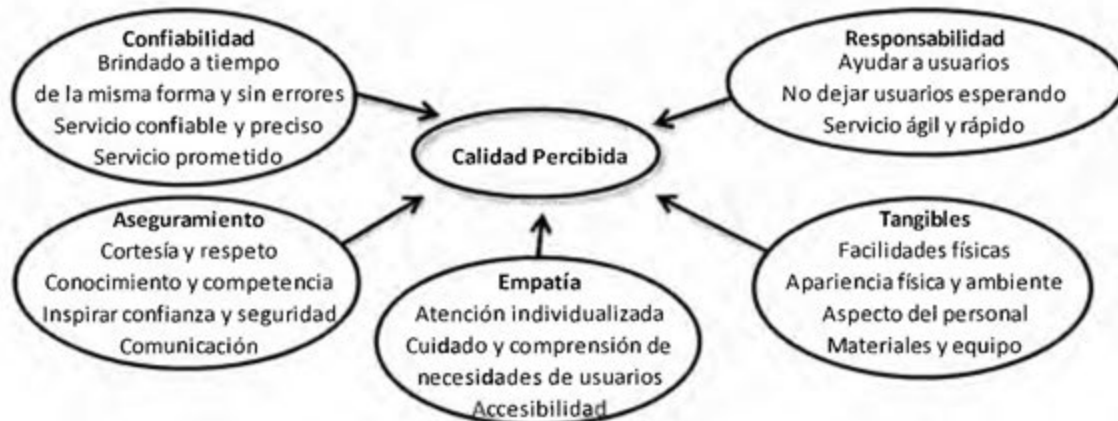 Confiabilidad
Brindado a tiempo
de la misma forma y sin errores
Servicio confiable y preciso
Servicio prometido
Responsabilidad
Ayudar a usuarios
No dejar usuarios esperando
Servicio ágil y rápido
Calidad Percibida
Aseguramiento
Cortesía y respeto
Conocimiento y competencia
Inspirar confianza y seguridad
Comunicación
Empatía
Atención individualizada
Cuidado y comprensión de
necesidades de usuarios
Accesibilidad
Tangibles
Facilidades físicas
Apariencia física y ambiente
Aspecto del personal
Materiales y equipo